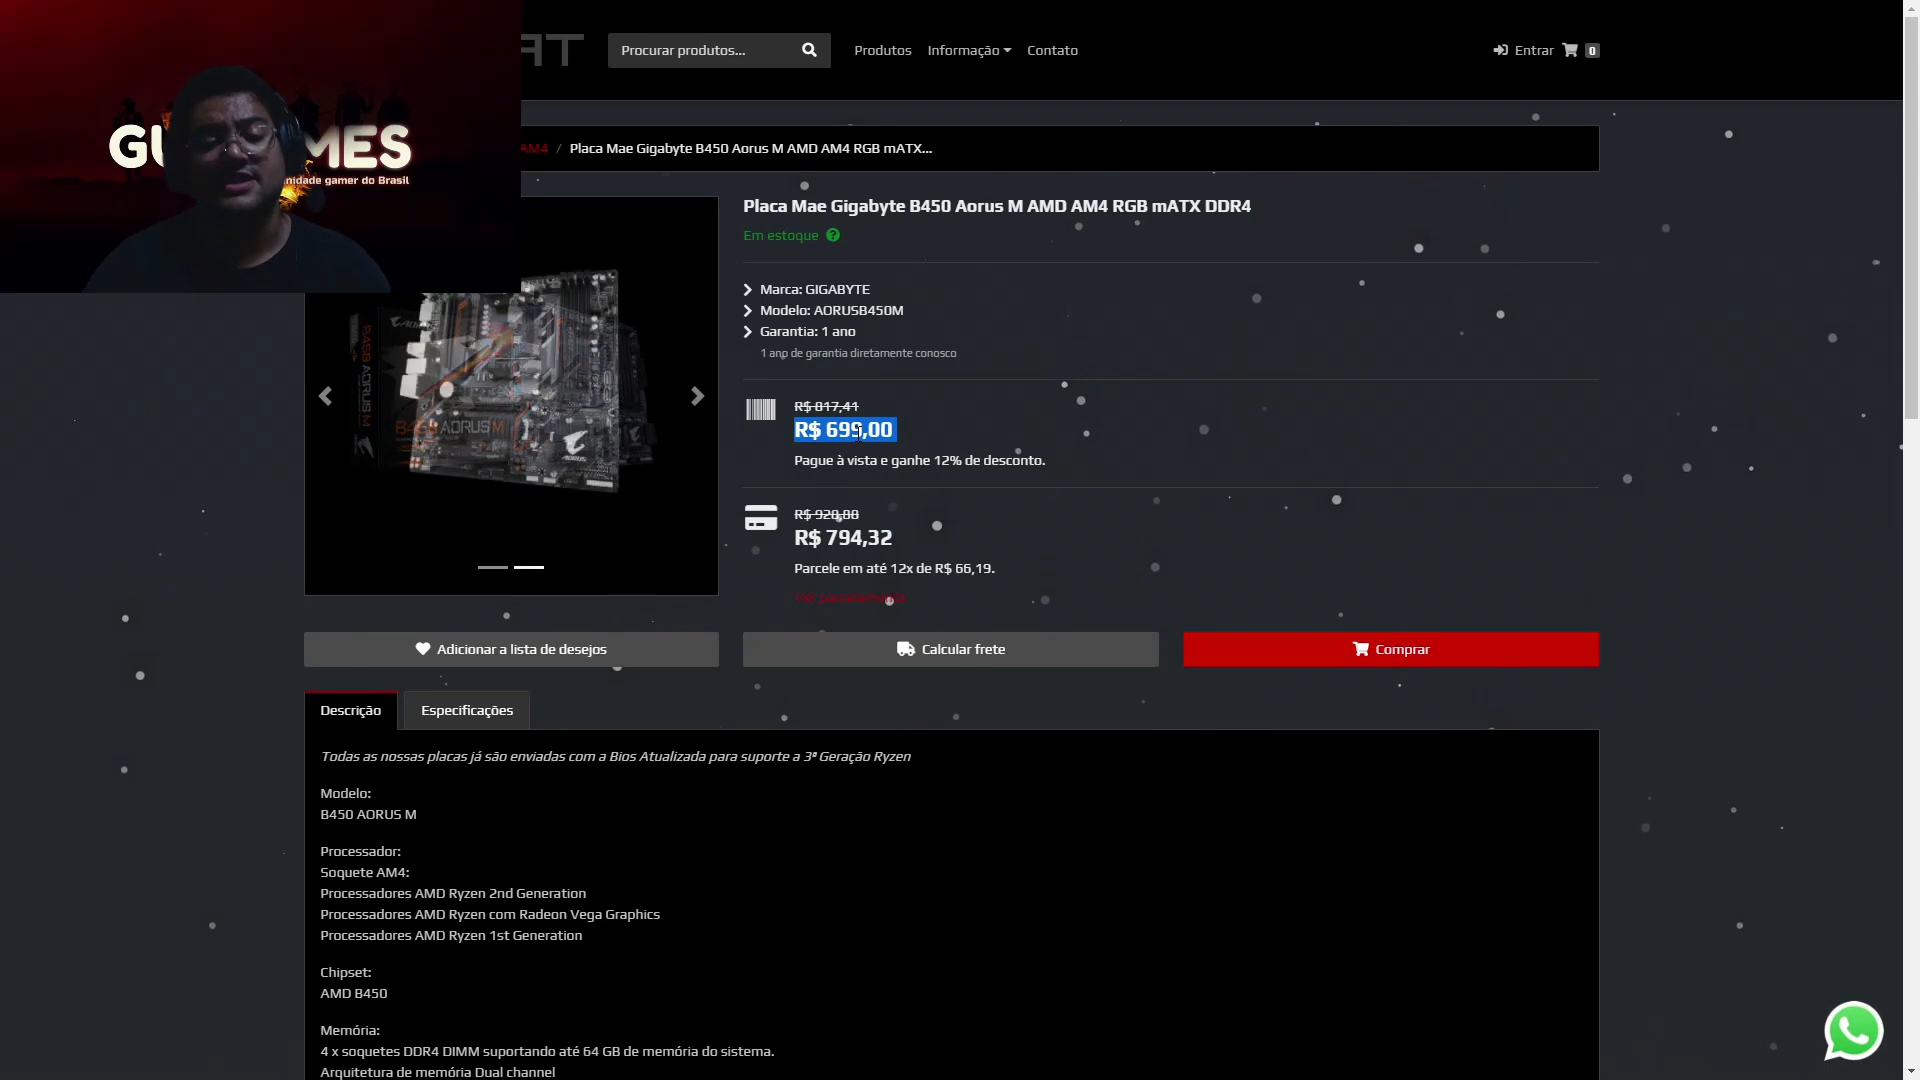 Procurar produtos...
Produtos
Informação
Contato
Entrar
0
GU MES
nidade gamer do Brasil
AM4 / Placa Mae Gigabyte B450 Aorus M AMD AM4 RGB mATX...
Placa Mae Gigabyte B450 Aorus M AMD AM4 RGB mATX DDR4
Em estoque
Marca: GIGABYTE
Modelo: AORUSB450M
Garantia: 1 ano
1 ano de garantia diretamente conosco
R$ 817,41
R$ 699,00
Pague à vista e ganhe 12% de desconto.
R$ 928,88
R$ 794,32
Parcele em até 12x de R$ 66,19.
Ver parcelamento
B450 AORUS M
AORUS
Adicionar a lista de desejos
Calcular frete
Comprar
Descrição
Especificações
Todas as nossas placas já são enviadas com a Bios Atualizada para suporte a 3ª Geração Ryzen
Modelo:
B450 AORUS M
Processador:
Soquete AM4:
Processadores AMD Ryzen 2nd Generation
Processadores AMD Ryzen com Radeon Vega Graphics
Processadores AMD Ryzen 1st Generation
Chipset:
AMD B450
Memória:
4 x soquetes DDR4 DIMM suportando até 64 GB de memória do sistema.
Arquitetura de memória Dual channel